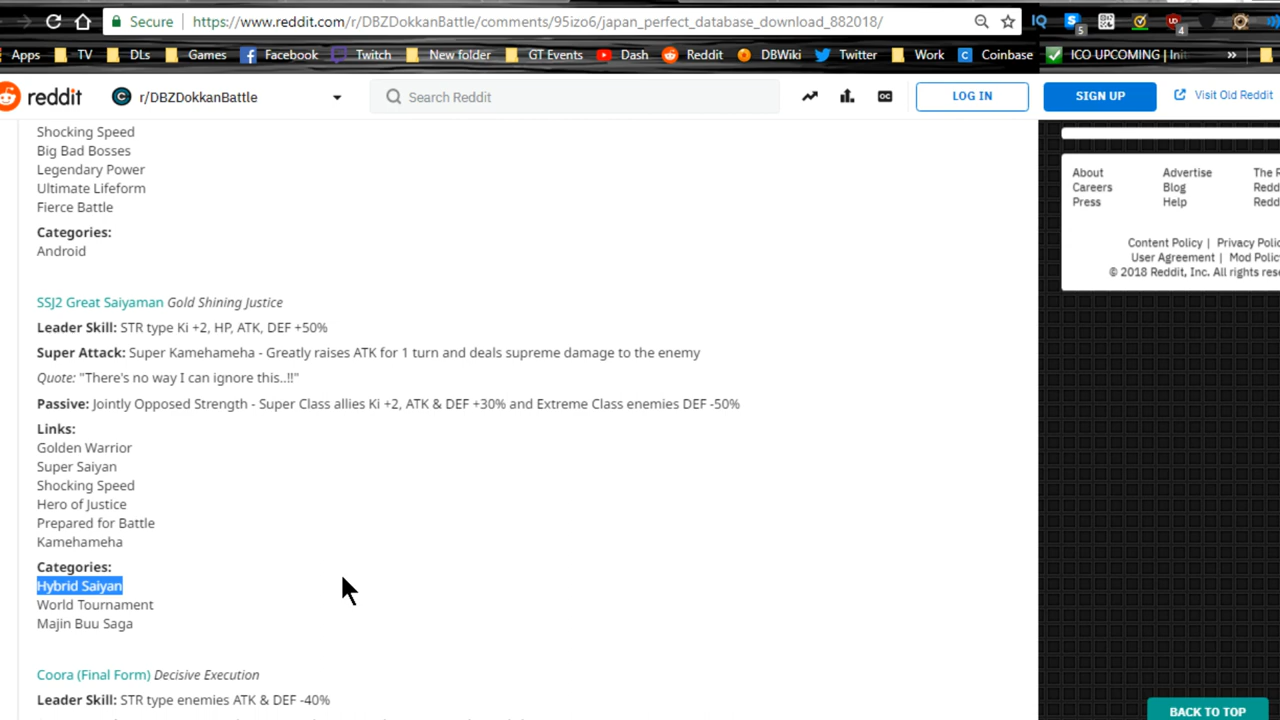 Secure https://www.reddit.com/r/DBZDokkanBattle/comments/95izo6/japan_perfect_database_download_882018/
Apps TV DLs Games Facebook Twitch New folder GT Events Dash Reddit DBWiki Twitter Work Coinbase ICO UPCOMING | »
reddit r/DBZDokkanBattle Search Reddit LOG IN SIGN UP Visit Old Reddit
Shocking Speed
Big Bad Bosses
Legendary Power
Ultimate Lifeform
Fierce Battle
Categories:
Android
SSJ2 Great Saiyaman Gold Shining Justice
Leader Skill: STR type Ki +2, HP, ATK, DEF +50%
Super Attack: Super Kamehameha - Greatly raises ATK for 1 turn and deals supreme damage to the enemy
Quote: "There's no way I can ignore this..!!"
Passive: Jointly Opposed Strength - Super Class allies Ki +2, ATK & DEF +30% and Extreme Class enemies DEF -50%
Links:
Golden Warrior
Super Saiyan
Shocking Speed
Hero of Justice
Prepared for Battle
Kamehameha
Categories:
Hybrid Saiyan
World Tournament
Majin Buu Saga
Coora (Final Form) Decisive Execution
Leader Skill: STR type enemies ATK & DEF -40%
About Advertise The R
Careers Blog Redd
Press Help Redd
Content Policy | Privacy Polic
User Agreement | Mod Policy
© 2018 Reddit, Inc. All rights rese
BACK TO TOP